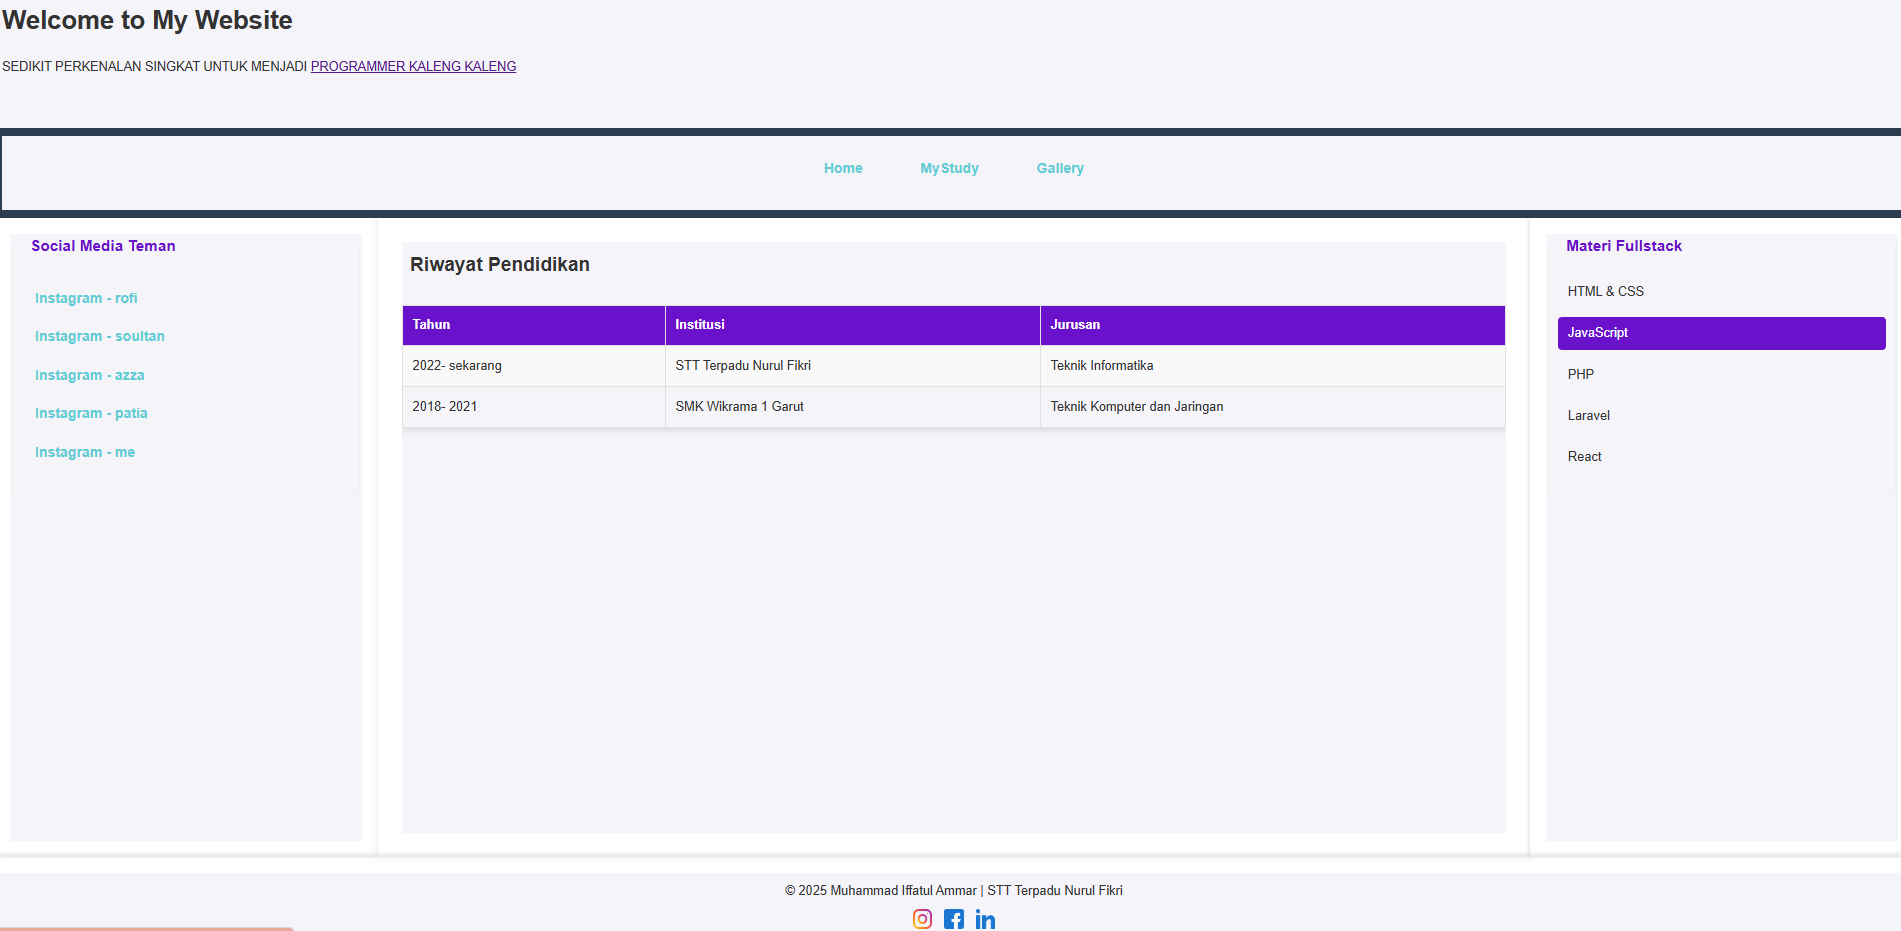 Welcome to My Website
SEDIKIT PERKENALAN SINGKAT UNTUK MENJADI PROGRAMMER KALENG KALENG
Home MyStudy Gallery
Social Media Teman
Instagram - rofi
Instagram - soultan
Instagram - azza
Instagram - patia
Instagram - me
Riwayat Pendidikan
Tahun Institusi Jurusan
2022- sekarang STT Terpadu Nurul Fikri Teknik Informatika
2018- 2021 SMK Wikrama 1 Garut Teknik Komputer dan Jaringan
Materi Fullstack
HTML & CSS
JavaScript
PHP
Laravel
React
© 2025 Muhammad Iffatul Ammar | STT Terpadu Nurul Fikri